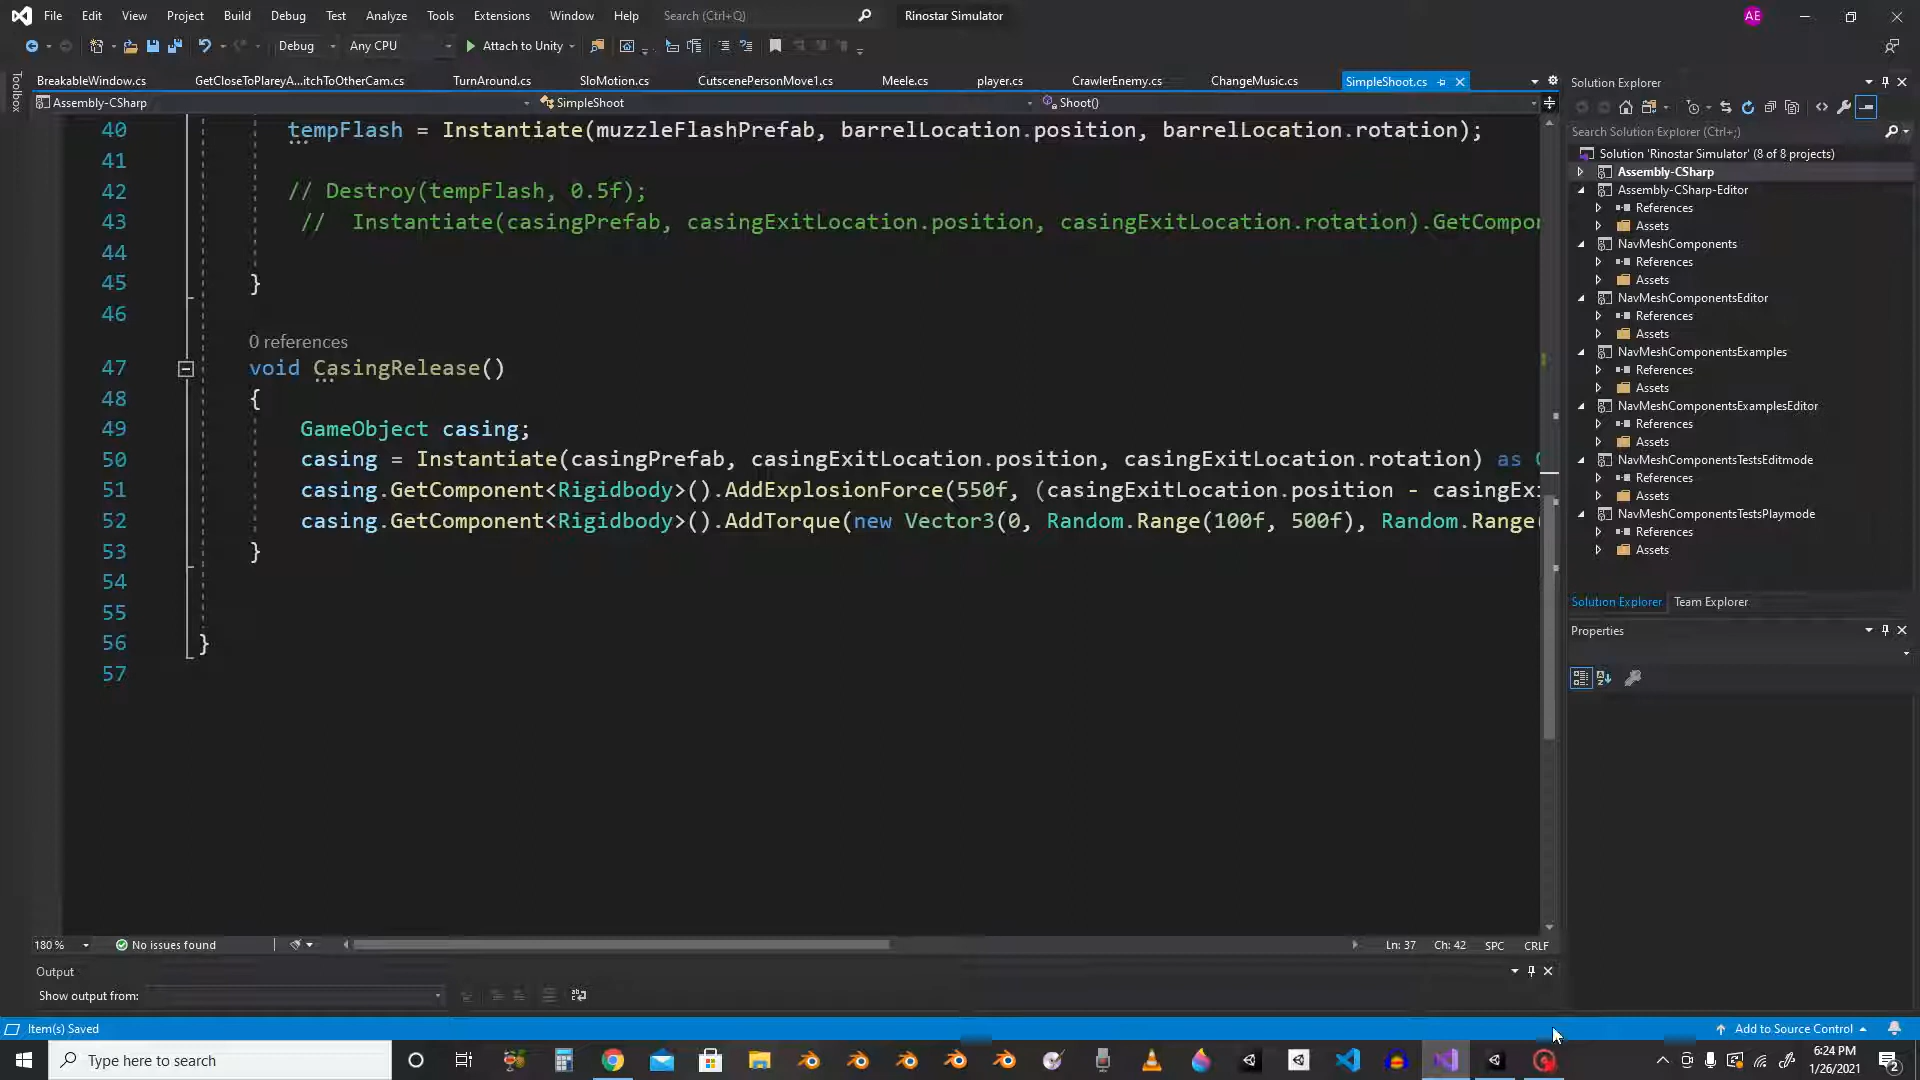 File Edit View Project Build Debug Test Analyze Tools Extensions Window Help Search (Ctrl+Q) Rinostar Simulator AE
Debug Any CPU Attach to Unity
Toolbox
BreakableWindow.cs GetCloseToPlareyA...itchToOtherCam.cs TurnAround.cs SloMotion.cs CutscenePersonMove1.cs Meele.cs player.cs CrawlerEnemy.cs ChangeMusic.cs SimpleShoot.cs
Assembly-CSharp SimpleShoot Shoot()
40 tempFlash = Instantiate(muzzleFlashPrefab, barrelLocation.position, barrelLocation.rotation);
41
42 // Destroy(tempFlash, 0.5f);
43 // Instantiate(casingPrefab, casingExitLocation.position, casingExitLocation.rotation).GetCompon
44
45 }
46
0 references
47 void CasingRelease()
48 {
49 GameObject casing;
50 casing = Instantiate(casingPrefab, casingExitLocation.position, casingExitLocation.rotation) as
51 casing.GetComponent<Rigidbody>().AddExplosionForce(550f, (casingExitLocation.position - casingExi
52 casing.GetComponent<Rigidbody>().AddTorque(new Vector3(0, Random.Range(100f, 500f), Random.Range(
53 }
54
55
56 }
57
180 % No issues found Ln: 37 Ch: 42 SPC CRLF
Output
Show output from:
Solution Explorer
Search Solution Explorer (Ctrl+;)
Solution 'Rinostar Simulator' (8 of 8 projects)
Assembly-CSharp
Assembly-CSharp-Editor
References
Assets
NavMeshComponents
References
Assets
NavMeshComponentsEditor
References
Assets
NavMeshComponentsExamples
References
Assets
NavMeshComponentsExamplesEditor
References
Assets
NavMeshComponentsTestsEditmode
References
Assets
NavMeshComponentsTestsPlaymode
References
Assets
Solution Explorer Team Explorer
Properties
Item(s) Saved Add to Source Control
Type here to search
6:24 PM
1/26/2021
2